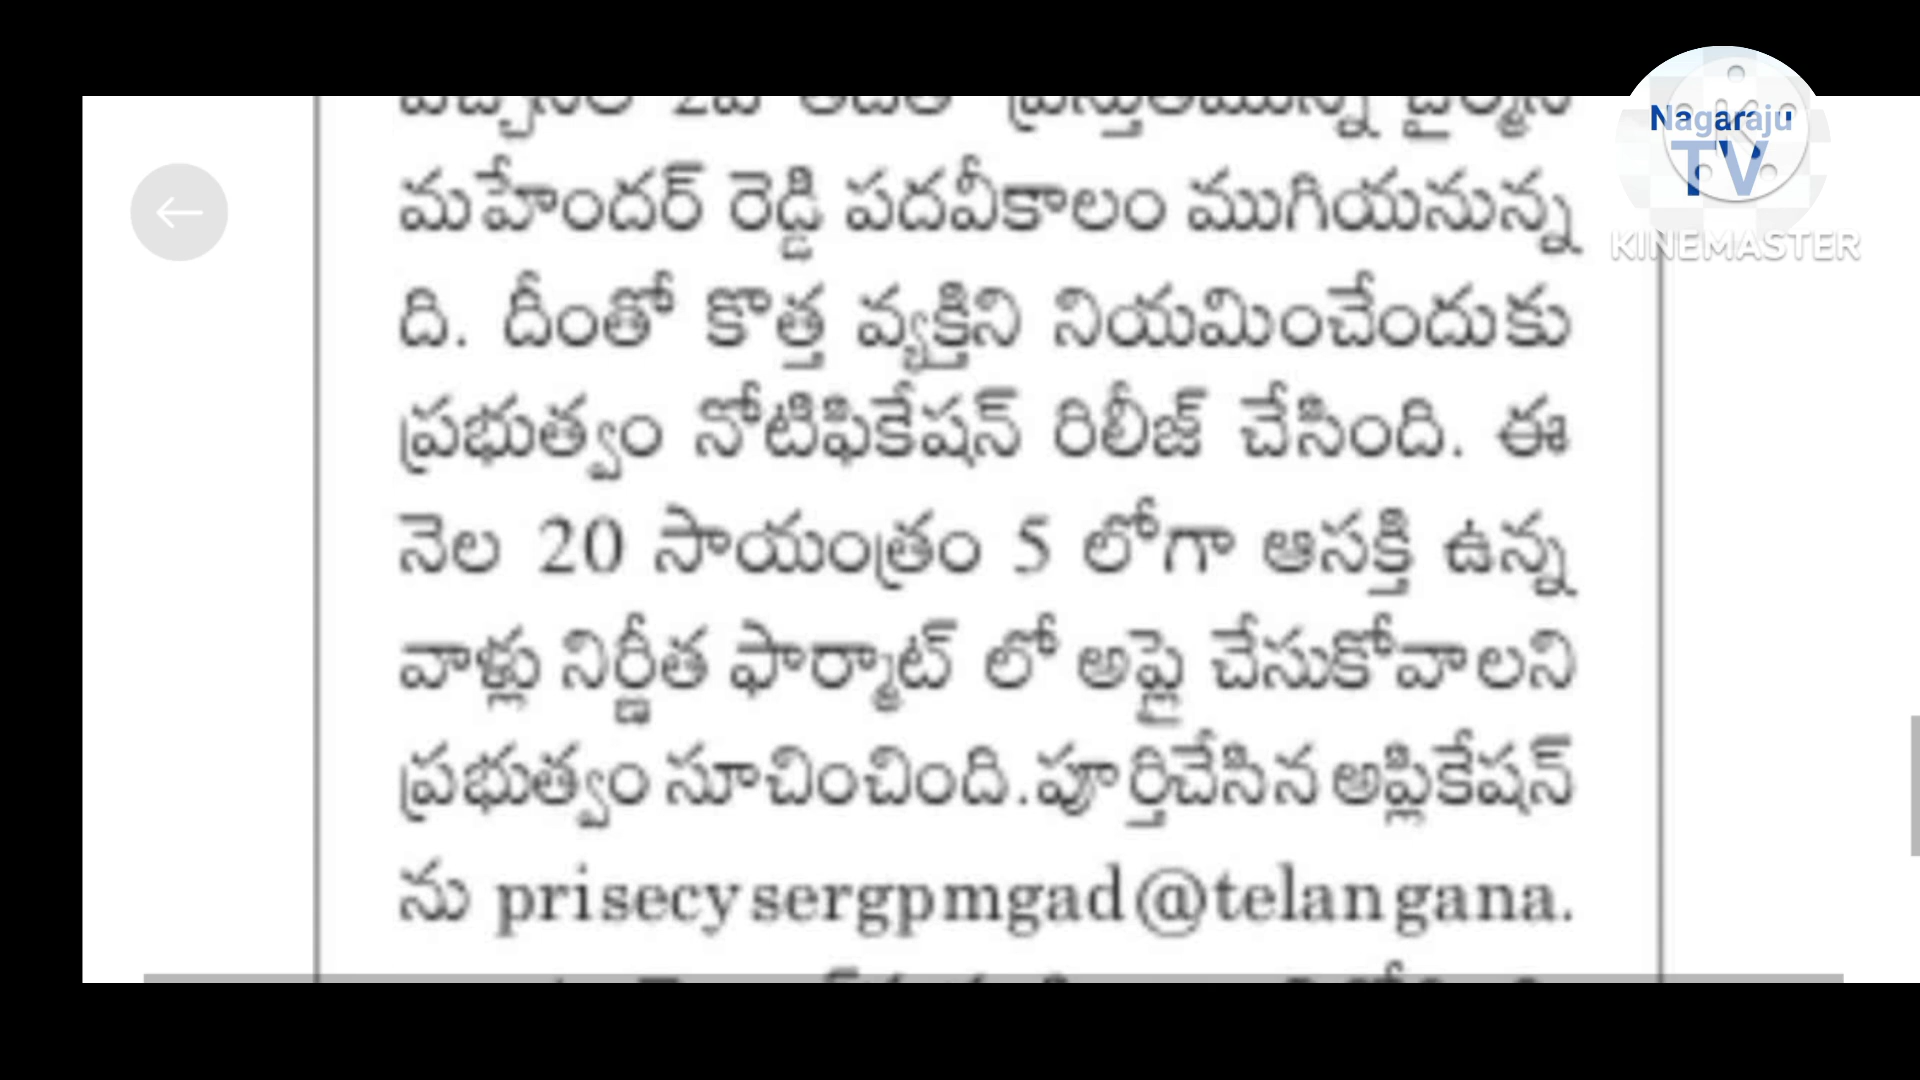 మహేందర్ రెడ్డి పదవీకాలం ముగియనున్న
ది. దీంతో కొత్త వ్యక్తిని నియమించేందుకు
ప్రభుత్వం నోటిఫికేషన్ రిలీజ్ చేసింది. ఈ
నెల 20 సాయంత్రం 5 లోగా ఆసక్తి ఉన్న
వాళ్లు నిర్ణీత ఫార్మాట్ లో అప్లై చేసుకోవాలని
ప్రభుత్వం సూచించింది. పూర్తిచేసిన అప్లికేషన్
ను prisecysergpmgad@telangana.
Nagaraju
TV
KINEMASTER